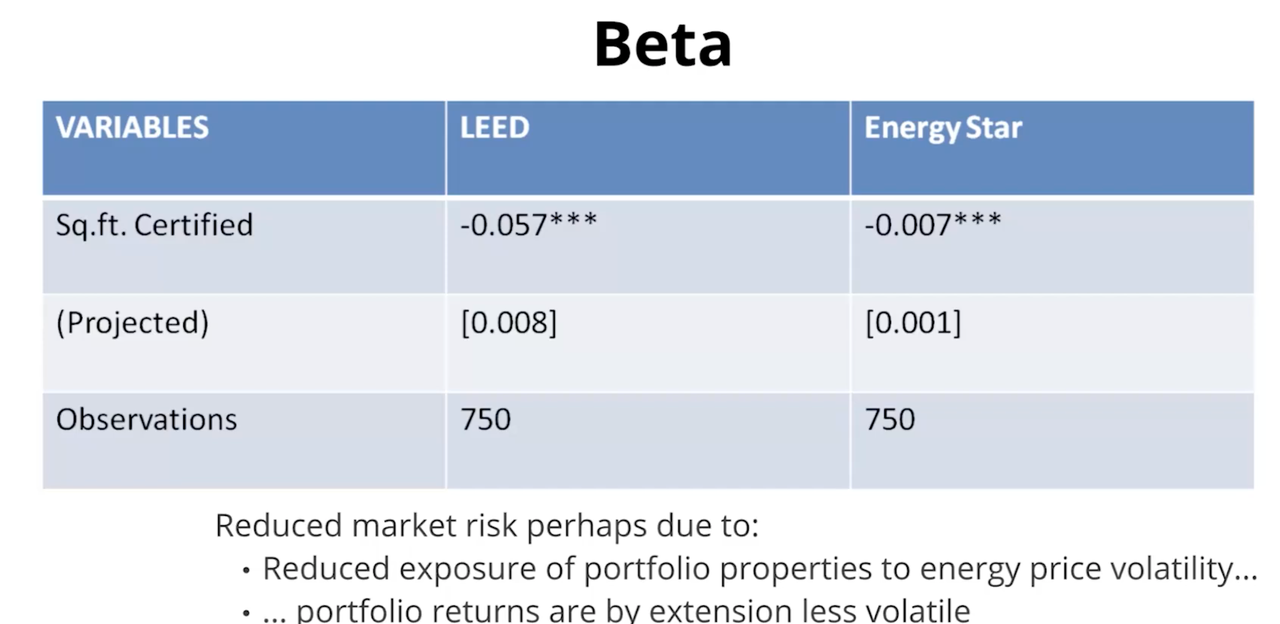 Beta
VARIABLES LEED Energy Star
Sq.ft. Certified -0.057*** -0.007***
(Projected) [0.008] [0.001]
Observations 750 750
Reduced market risk perhaps due to:
• Reduced exposure of portfolio properties to energy price volatility...
• ... portfolio returns are by extension less volatile